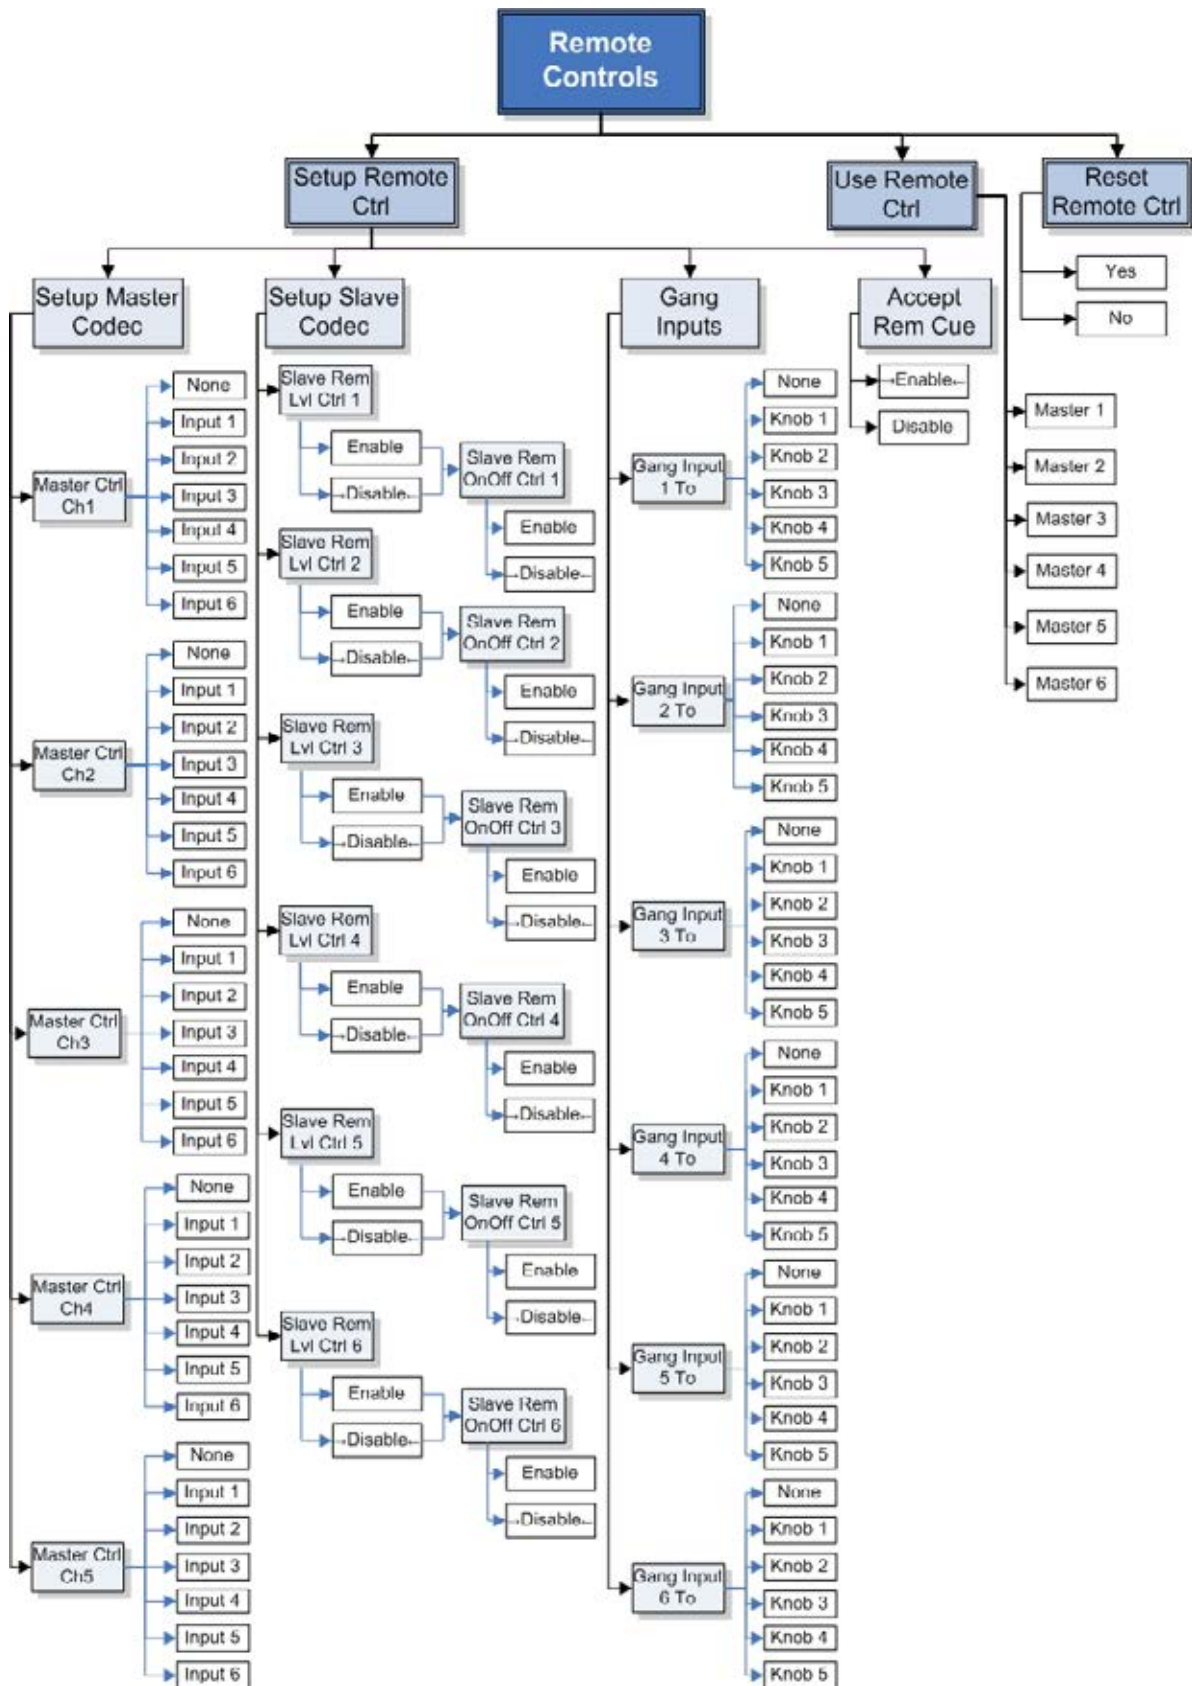 Remote
Controls
Setup Remote
Ctrl
Use Remote
Ctrl
Reset
Remote Ctrl
Yes
No
Setup Master
Codec
Setup Slave
Codec
Gang
Inputs
Accept
Rem Cue
→Enable←
Disable
Master 1
Master 2
Master 3
Master 4
Master 5
Master 6
Master Ctrl
Ch1
None
Input 1
Input 2
Input 3
Input 4
Input 5
Input 6
Master Ctrl
Ch2
None
Input 1
Input 2
Input 3
Input 4
Input 5
Input 6
Master Ctrl
Ch3
None
Input 1
Input 2
Input 3
Input 4
Input 5
Input 6
Master Ctrl
Ch4
None
Input 1
Input 2
Input 3
Input 4
Input 5
Input 6
Master Ctrl
Ch5
None
Input 1
Input 2
Input 3
Input 4
Input 5
Input 6
Slave Rem
Lvl Ctrl 1
Enable
→Disable←
Slave Rem
OnOff Ctrl 1
Enable
→Disable←
Slave Rem
Lvl Ctrl 2
Enable
→Disable←
Slave Rem
OnOff Ctrl 2
Enable
→Disable←
Slave Rem
Lvl Ctrl 3
Enable
→Disable←
Slave Rem
OnOff Ctrl 3
Enable
→Disable←
Slave Rem
Lvl Ctrl 4
Enable
→Disable←
Slave Rem
OnOff Ctrl 4
Enable
→Disable←
Slave Rem
Lvl Ctrl 5
Enable
→Disable←
Slave Rem
OnOff Ctrl 5
Enable
→Disable←
Slave Rem
Lvl Ctrl 6
Enable
→Disable←
Slave Rem
OnOff Ctrl 6
Enable
→Disable←
Gang Input
1 To
None
Knob 1
Knob 2
Knob 3
Knob 4
Knob 5
Gang Input
2 To
None
Knob 1
Knob 2
Knob 3
Knob 4
Knob 5
Gang Input
3 To
None
Knob 1
Knob 2
Knob 3
Knob 4
Knob 5
Gang Input
4 To
None
Knob 1
Knob 2
Knob 3
Knob 4
Knob 5
Gang Input
5 To
None
Knob 1
Knob 2
Knob 3
Knob 4
Knob 5
Gang Input
6 To
None
Knob 1
Knob 2
Knob 3
Knob 4
Knob 5